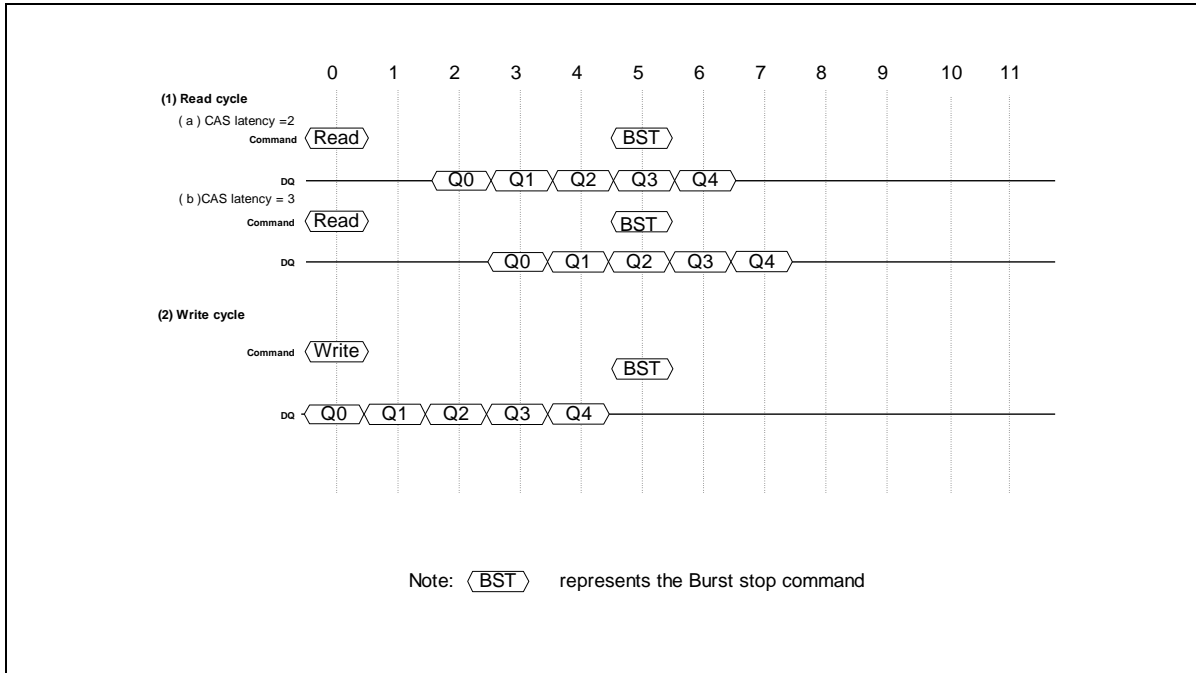 0 1 2 3 4 5 6 7 8 9 10 11
(1) Read cycle
( a ) CAS latency =2
Command Read BST
DQ Q0 Q1 Q2 Q3 Q4
( b )CAS latency = 3
Command Read BST
DQ Q0 Q1 Q2 Q3 Q4
(2) Write cycle
Command Write BST
DQ Q0 Q1 Q2 Q3 Q4
Note: BST represents the Burst stop command